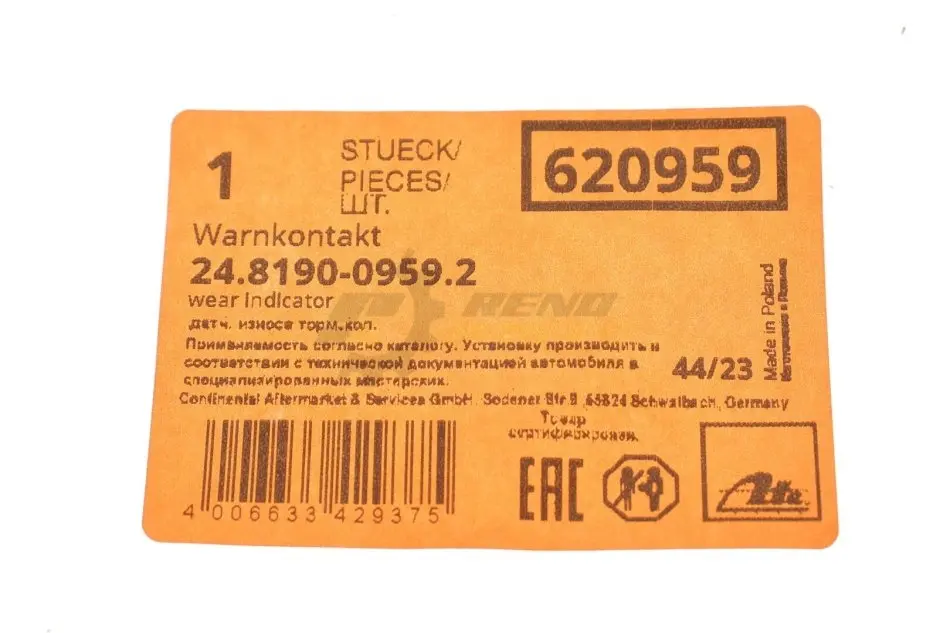 1
STUECK/
PIECES/
ШТ.
620959
Warnkontakt
24.8190-0959.2
wear indicator
датч. износа торм.кол.
Применяемость согласно каталогу. Установку производить в
соответствии с технической документацией автомобиля в
специализированных мастерских.
44/23
Made in Poland
Изготовлено в Польше
Continental Aftermarket & Services GmbH, Sodener Str.9, 65824 Schwalbach, Germany
Товар
сертифицирован.
4 006633 429375
EAC
Ate
RENO